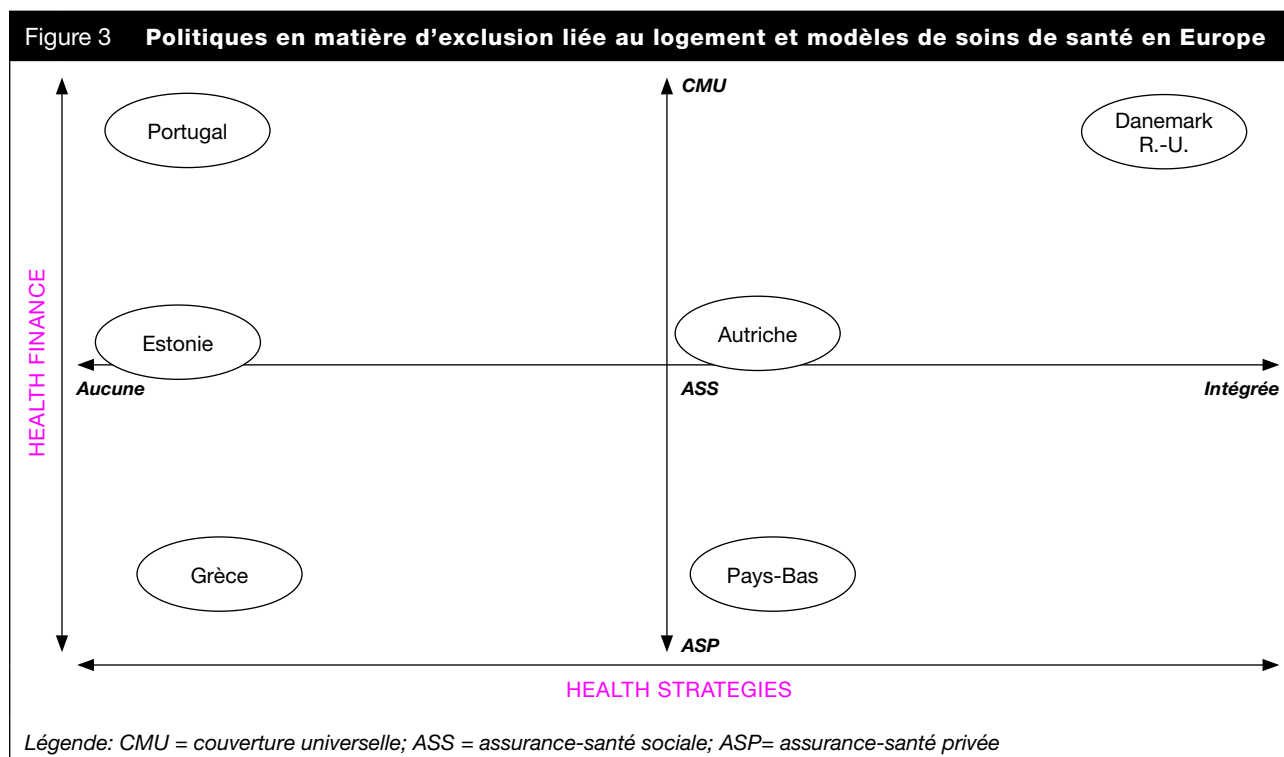 Figure 3 Politiques en matière d’exclusion liée au logement et modèles de soins de santé en Europe
CMU
Portugal
Danemark
R.-U.
HEALTH FINANCE
Estonie
Autriche
Aucune
ASS
Intégrée
Grèce
Pays-Bas
ASP
HEALTH STRATEGIES
Légende: CMU = couverture universelle; ASS = assurance-santé sociale; ASP= assurance-santé privée